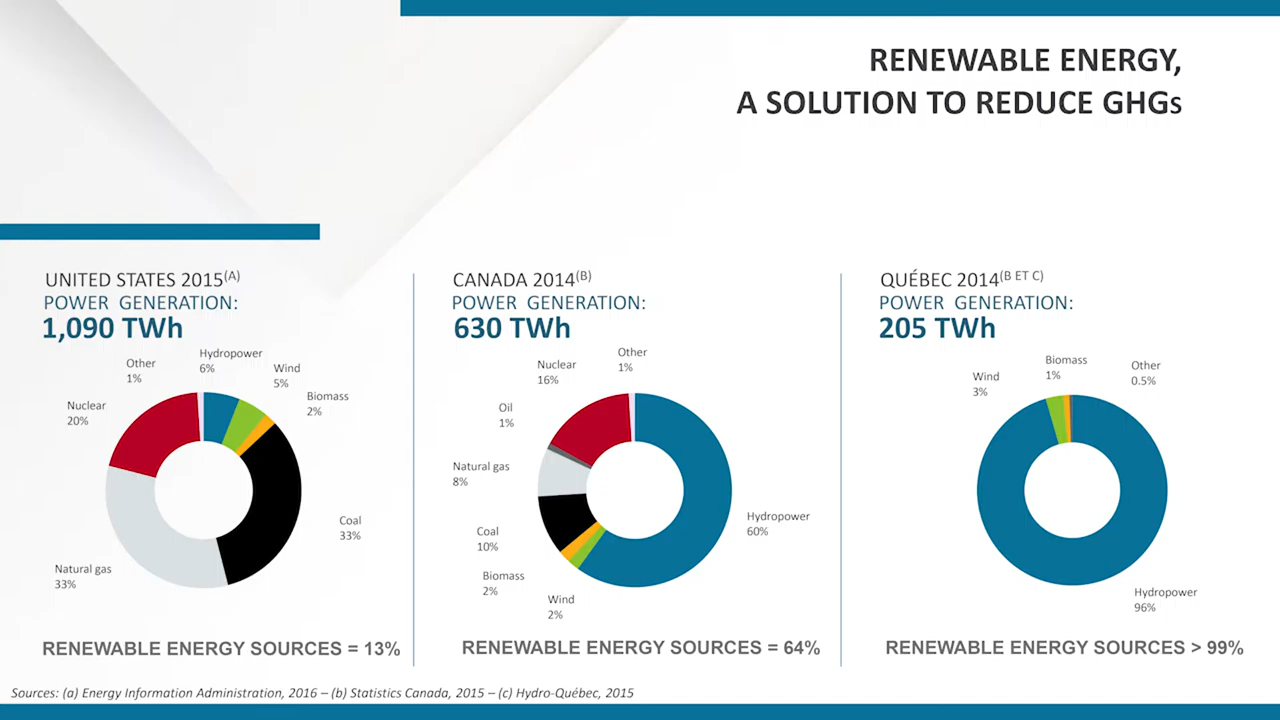 RENEWABLE ENERGY,
A SOLUTION TO REDUCE GHGs
UNITED STATES 2015(A)
POWER GENERATION:
1,090 TWh
Other
1%
Hydropower
6%
Wind
5%
Biomass
2%
Nuclear
20%
Coal
33%
Natural gas
33%
RENEWABLE ENERGY SOURCES = 13%
CANADA 2014(B)
POWER GENERATION:
630 TWh
Other
1%
Nuclear
16%
Oil
1%
Natural gas
8%
Hydropower
60%
Coal
10%
Biomass
2%
Wind
2%
RENEWABLE ENERGY SOURCES = 64%
QUÉBEC 2014(B ET C)
POWER GENERATION:
205 TWh
Biomass
1%
Other
0.5%
Wind
3%
Hydropower
96%
RENEWABLE ENERGY SOURCES > 99%
Sources: (a) Energy Information Administration, 2016 – (b) Statistics Canada, 2015 – (c) Hydro-Québec, 2015